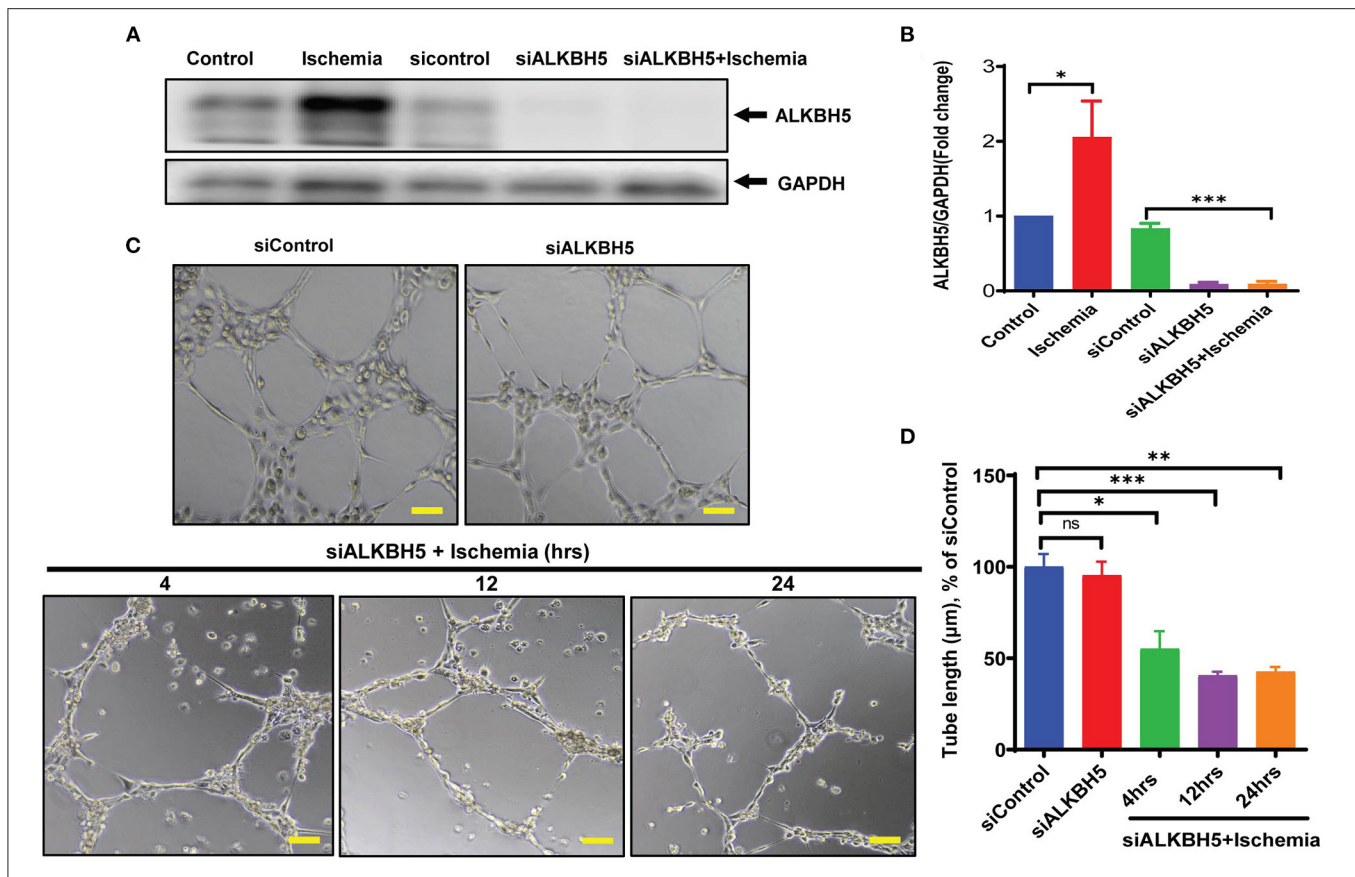 A
Control Ischemia sicontrol siALKBH5 siALKBH5+Ischemia
ALKBH5
GAPDH
B
ALKBH5/GAPDH(Fold change)
3
2
1
0
*
***
Control
Ischemia
siControl
siALKBH5
siALKBH5+Ischemia
C
siControl siALKBH5
siALKBH5 + Ischemia (hrs)
4 12 24
D
Tube length (µm), % of siControl
150
100
50
0
**
***
*
ns
siControl
siALKBH5
4hrs
12hrs
24hrs
siALKBH5+Ischemia